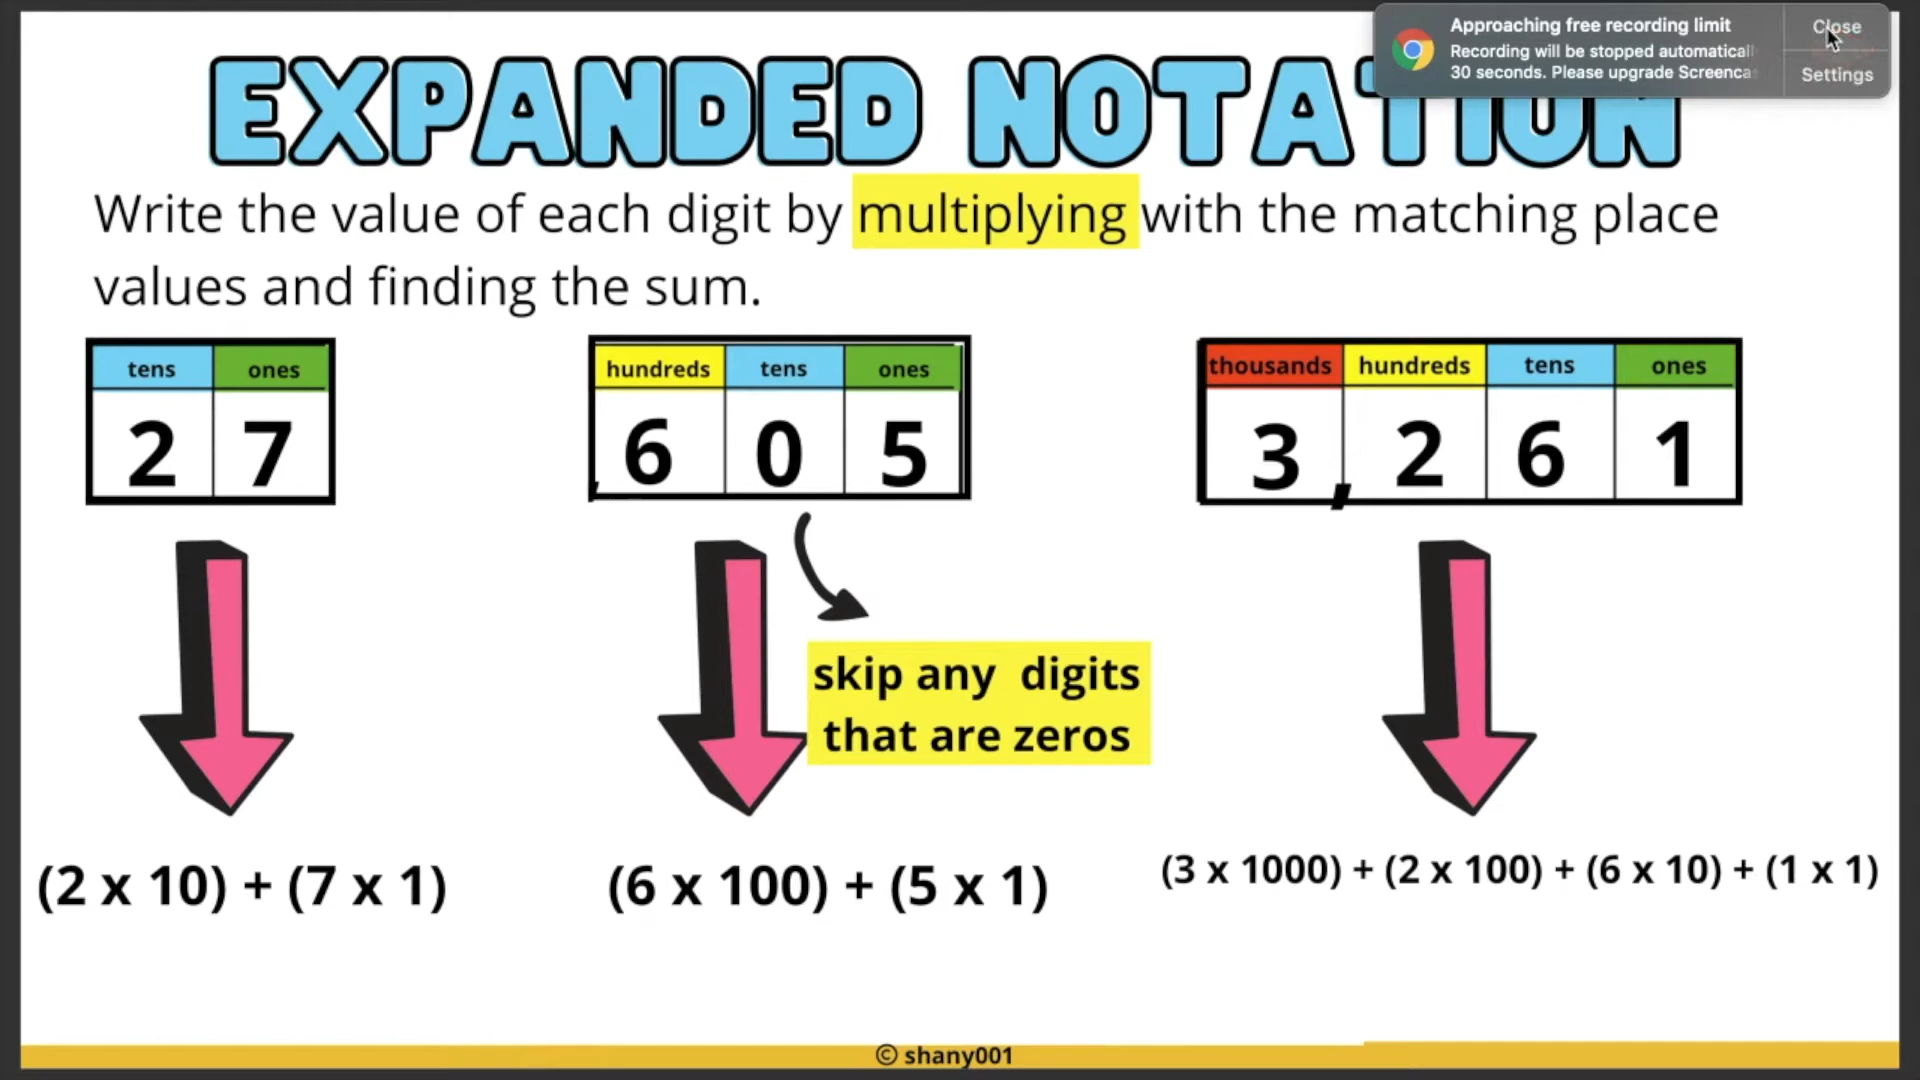 Approaching free recording limit
Recording will be stopped
30 seconds. Please upgrade
Close
Settings
EXPANDED NOTATION
Write the value of each digit by multiplying with the matching place
values and finding the sum.
tens ones
2 7
hundreds tens ones
, 6 0 5
thousands hundreds tens ones
3 , 2 6 1
skip any digits
that are zeros
(2 x 10) + (7 x 1)
(6 x 100) + (5 x 1)
(3 x 1000) + (2 x 100) + (6 x 10) + (1 x 1)
© shany001